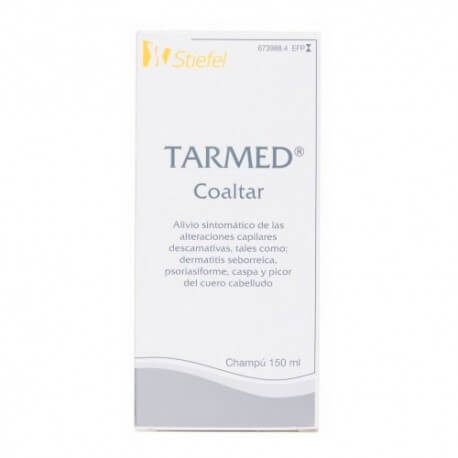 Stiefel
673988.4 EFP
TARMED®
Coaltar
Alivio sintomático de las
alteraciones capilares
descamativas, tales como:
dermatitis seborreica,
psoriasiforme, caspa y picor
del cuero cabelludo
Champú 150 ml